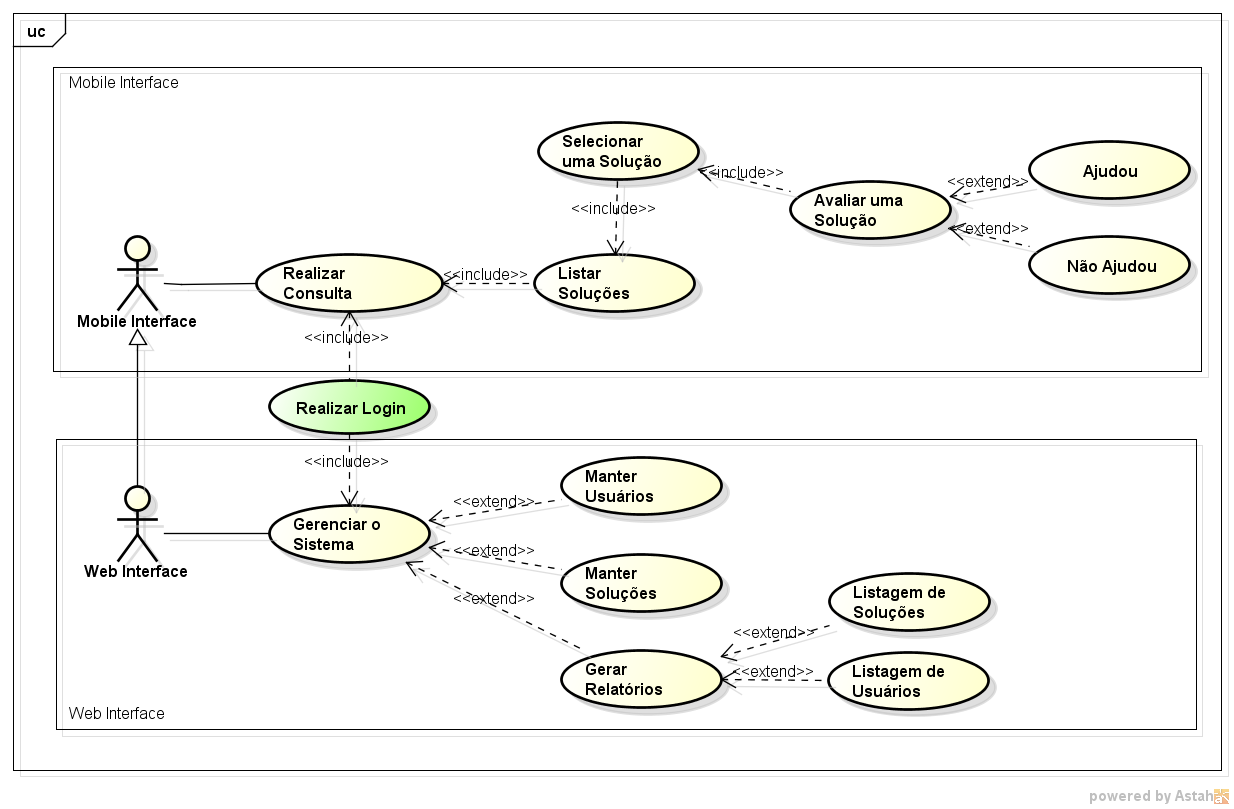 uc
Mobile Interface
Selecionar
uma Solução
<<include>>
Avaliar uma
Solução
<<extend>>
Ajudou
<<extend>>
Não Ajudou
<<include>>
Realizar
Consulta
<<include>>
Listar
Soluções
Mobile Interface
<<include>>
Realizar Login
<<include>>
Manter
Usuários
<<extend>>
Gerenciar o
Sistema
<<extend>>
Manter
Soluções
<<extend>>
Web Interface
Listagem de
Soluções
<<extend>>
Gerar
Relatórios
<<extend>>
Listagem de
Usuários
Web Interface
powered by Astah